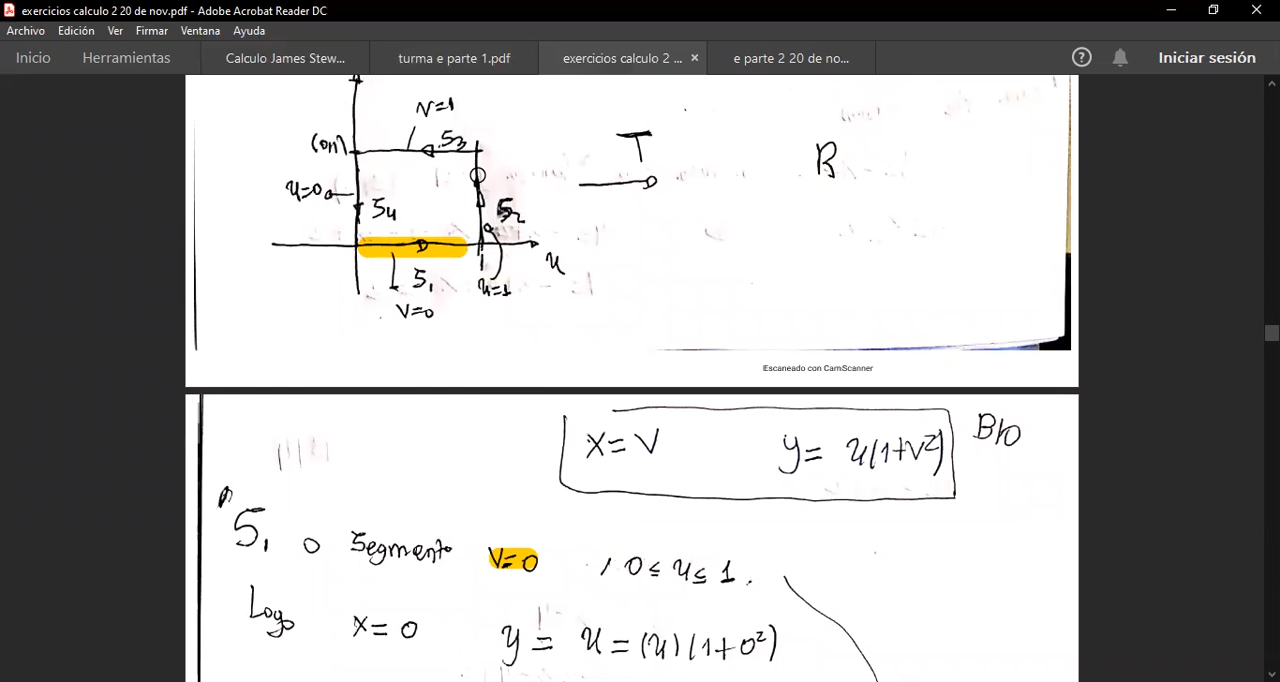 exercicios calculo 2 20 de nov.pdf - Adobe Acrobat Reader DC
Archivo Edición Ver Firmar Ventana Ayuda
Inicio Herramientas Calculo James Stew... turma e parte 1.pdf exercicios calculo 2 ... × e parte 2 20 de no... ? Iniciar sesión
V=1
S3
T
B
u=0
S4
S2
u
S1
u=1
V=0
Escaneado con CamScanner
x= V y= u(1+V²)
S1 o Segmento V=0 , 0 ≤ u ≤ 1.
Logo x= 0 y = u = (u)(1+0²)